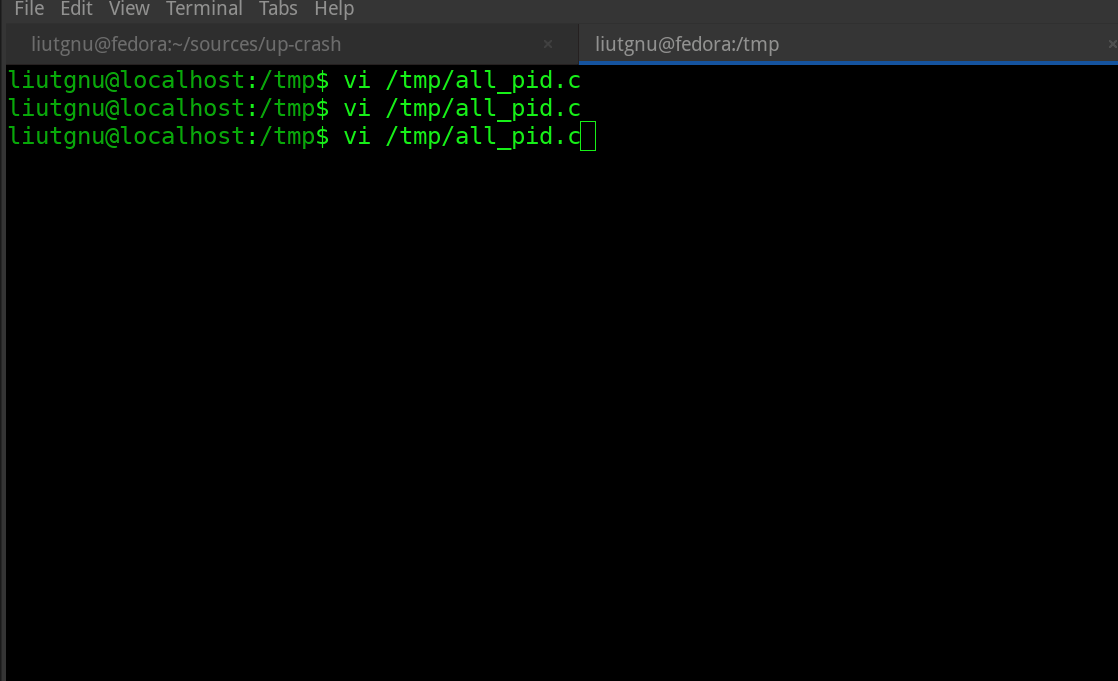 File Edit View Terminal Tabs Help
liutgnu@fedora:~/sources/up-crash × liutgnu@fedora:/tmp ×
liutgnu@localhost:/tmp$ vi /tmp/all_pid.c
liutgnu@localhost:/tmp$ vi /tmp/all_pid.c
liutgnu@localhost:/tmp$ vi /tmp/all_pid.c